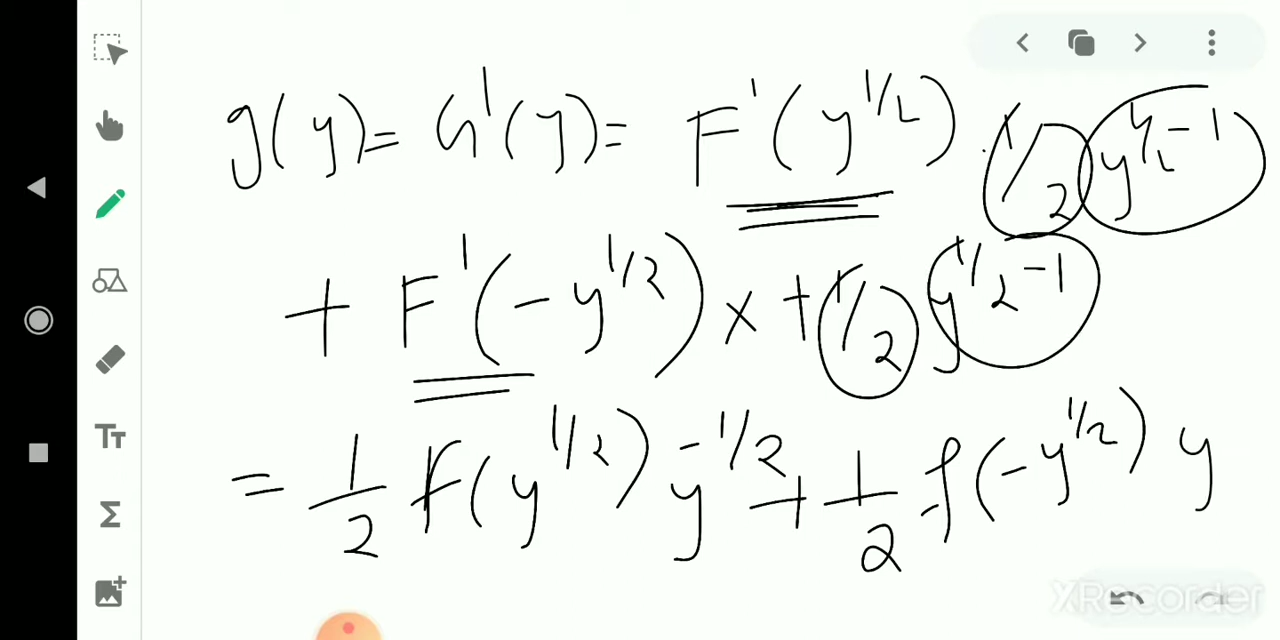 g(y) = G'(y) = F'(y^1/2) . 1/2 y^1/2 - 1
+ F'(-y^1/2) x + 1/2 y^1/2 - 1
= 1/2 f(y^1/2) y^-1/2 + 1/2 f(-y^1/2) y
Tт
Σ
XRecorder